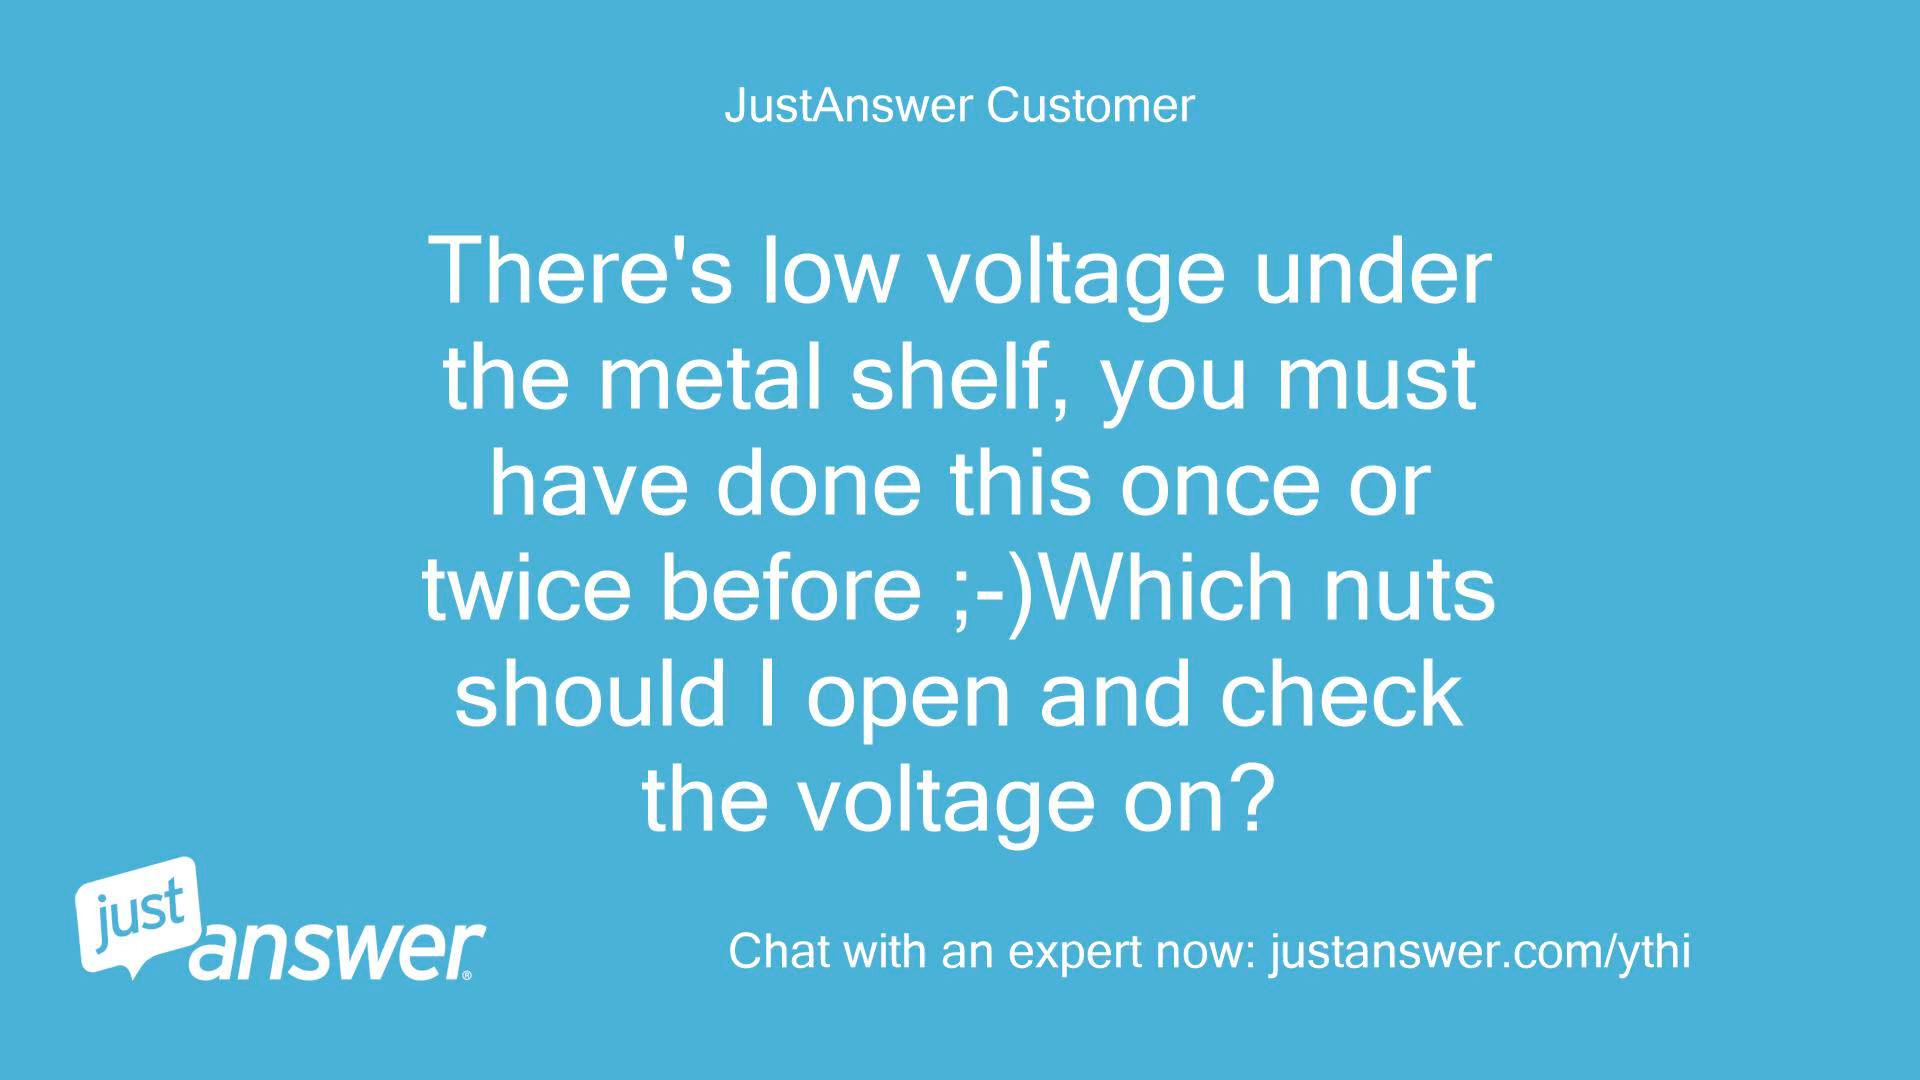 JustAnswer Customer
There's low voltage under
the metal shelf, you must
have done this once or
twice before ;-)Which nuts
should I open and check
the voltage on?
just
answer®
Chat with an expert now: justanswer.com/ythi